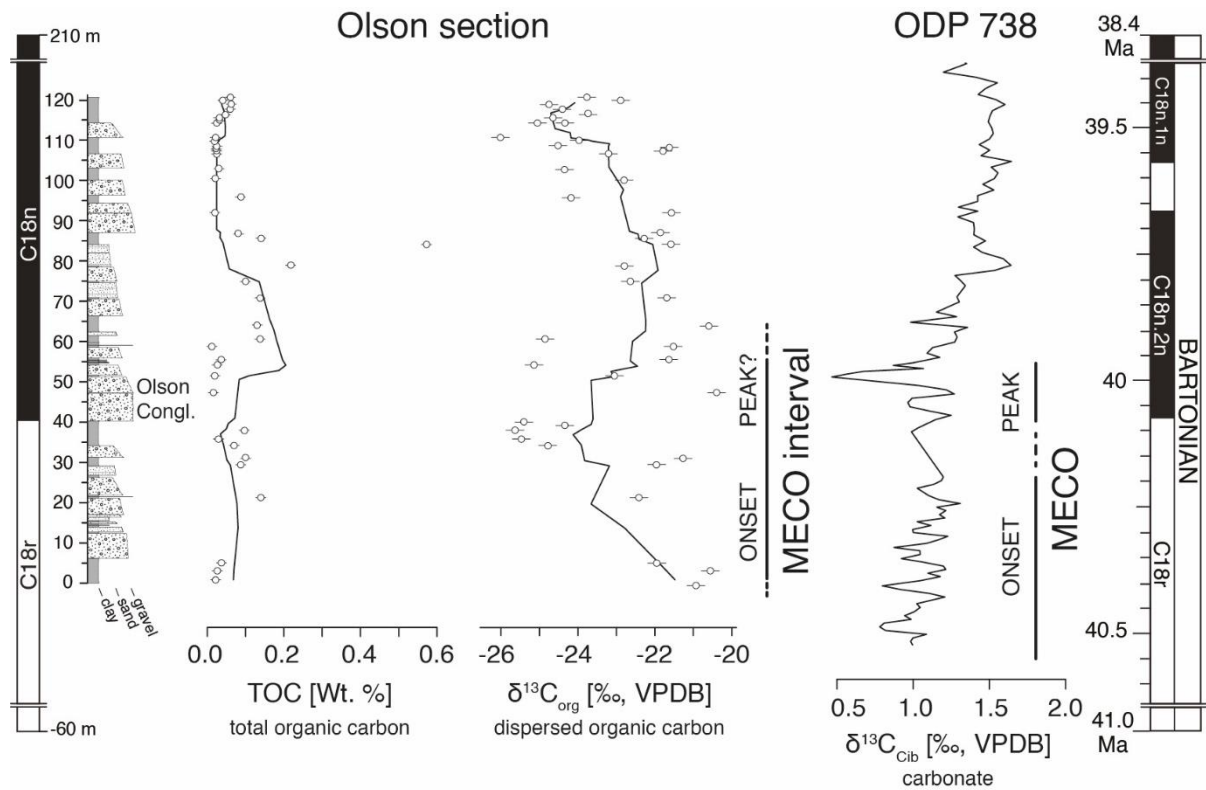 Olson section
ODP 738
210 m
38.4
Ma
C18n
C18r
120
110
100
90
80
70
60
50
40
30
20
10
0
-60 m
clay
sand
gravel
Olson
Congl.
0.0
0.2
0.4
0.6
TOC [Wt. %]
total organic carbon
-26
-24
-22
-20
δ¹³Corg [‰, VPDB]
dispersed organic carbon
ONSET
PEAK?
MECO interval
0.5
1.0
1.5
2.0
δ¹³CCib [‰, VPDB]
carbonate
ONSET
PEAK
MECO
39.5
40
40.5
41.0
Ma
C18n.1n
C18n.2n
C18r
BARTONIAN